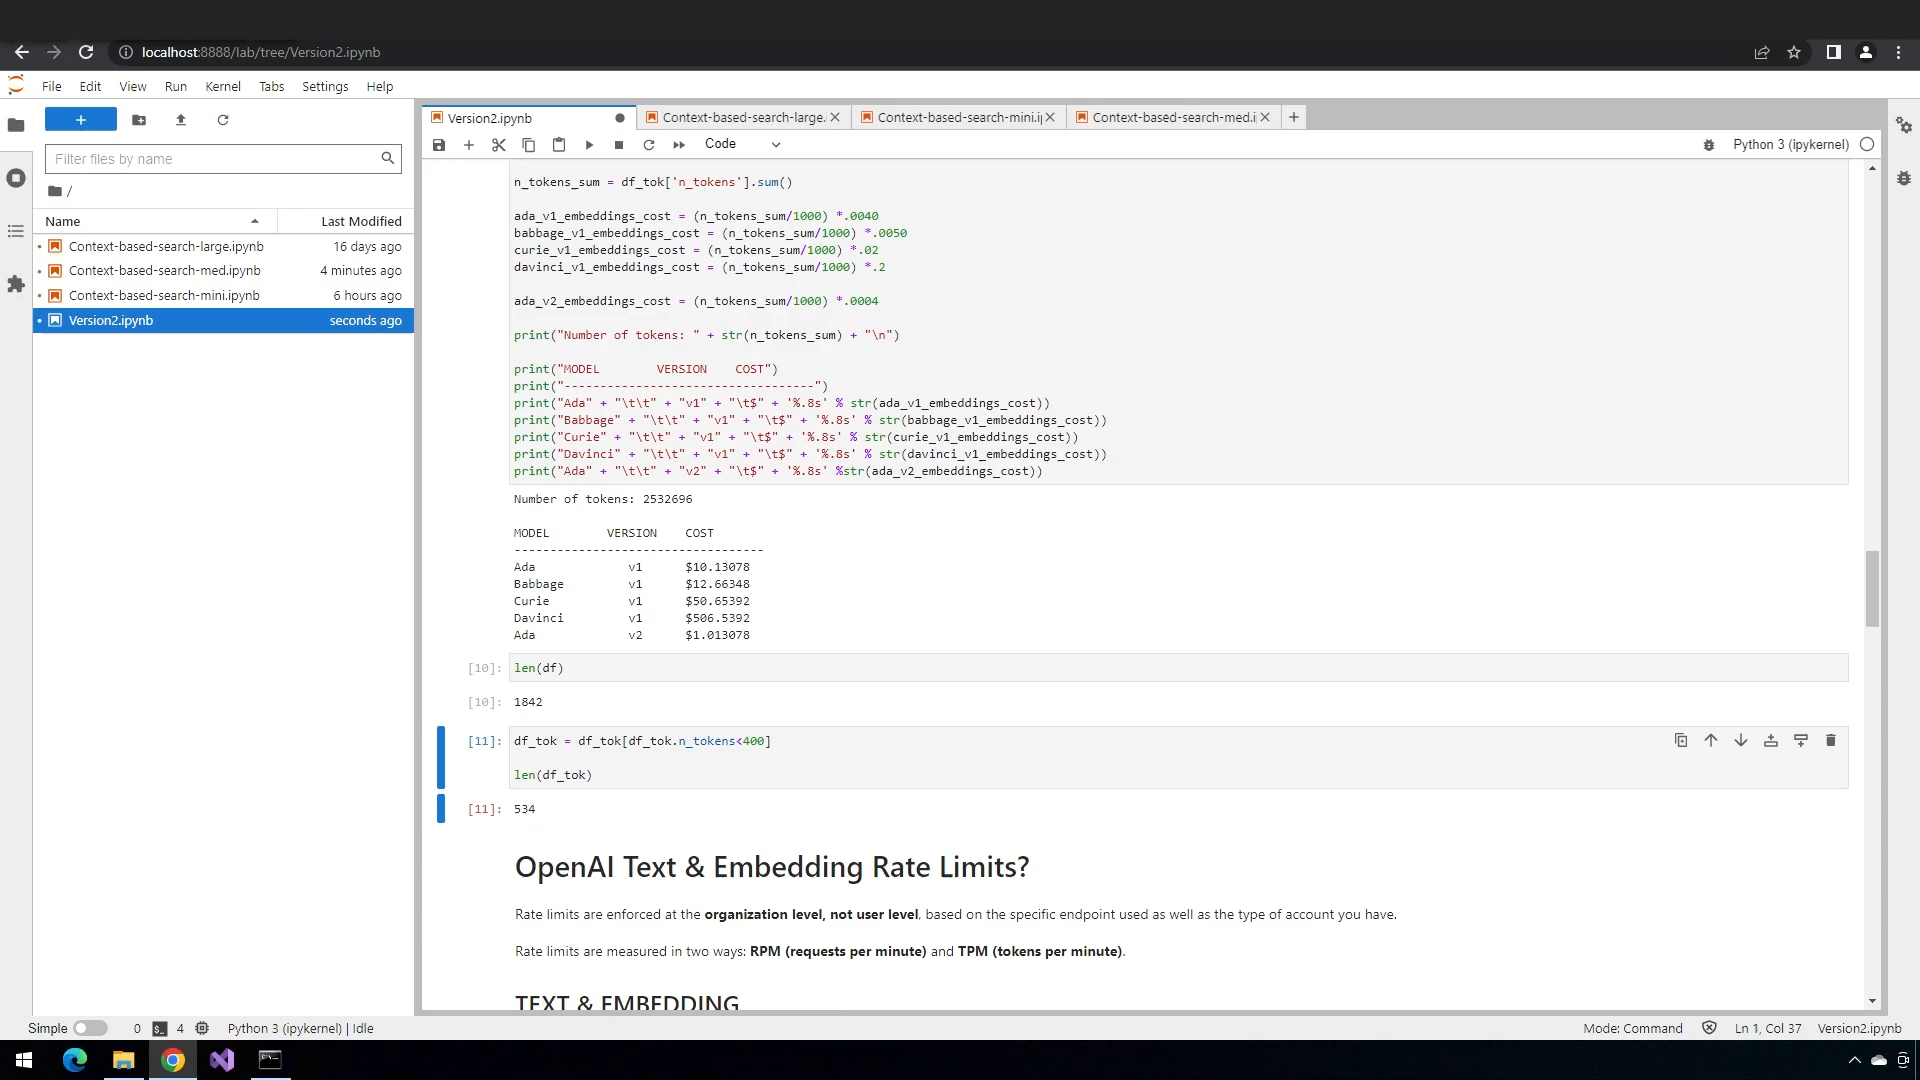 localhost:8888/lab/tree/Version2.ipynb
File Edit View Run Kernel Tabs Settings Help
+
Filter files by name
/
Name Last Modified
Context-based-search-large.ipynb 16 days ago
Context-based-search-med.ipynb 4 minutes ago
Context-based-search-mini.ipynb 6 hours ago
Version2.ipynb seconds ago
Version2.ipynb Context-based-search-large. Context-based-search-mini.i Context-based-search-med.i
Code Python 3 (ipykernel)
n_tokens_sum = df_tok['n_tokens'].sum()
ada_v1_embeddings_cost = (n_tokens_sum/1000) *.0040
babbage_v1_embeddings_cost = (n_tokens_sum/1000) *.0050
curie_v1_embeddings_cost = (n_tokens_sum/1000) *.02
davinci_v1_embeddings_cost = (n_tokens_sum/1000) *.2
ada_v2_embeddings_cost = (n_tokens_sum/1000) *.0004
print("Number of tokens: " + str(n_tokens_sum) + "\n")
print("MODEL        VERSION    COST")
print("-----------------------------------")
print("Ada" + "\t\t" + "v1" + "\t$" + '%.8s' % str(ada_v1_embeddings_cost))
print("Babbage" + "\t\t" + "v1" + "\t$" + '%.8s' % str(babbage_v1_embeddings_cost))
print("Curie" + "\t\t" + "v1" + "\t$" + '%.8s' % str(curie_v1_embeddings_cost))
print("Davinci" + "\t\t" + "v1" + "\t$" + '%.8s' % str(davinci_v1_embeddings_cost))
print("Ada" + "\t\t" + "v2" + "\t$" + '%.8s' %str(ada_v2_embeddings_cost))
Number of tokens: 2532696
MODEL        VERSION    COST
-----------------------------------
Ada v1 $10.13078
Babbage v1 $12.66348
Curie v1 $50.65392
Davinci v1 $506.5392
Ada v2 $1.013078
[10]: len(df)
[10]: 1842
[11]: df_tok = df_tok[df_tok.n_tokens<400]
len(df_tok)
[11]: 534
OpenAI Text & Embedding Rate Limits?
Rate limits are enforced at the organization level, not user level, based on the specific endpoint used as well as the type of account you have.
Rate limits are measured in two ways: RPM (requests per minute) and TPM (tokens per minute).
TEXT & EMBEDDING
Simple 0 4 Python 3 (ipykernel) | Idle Mode: Command Ln 1, Col 37 Version2.ipynb